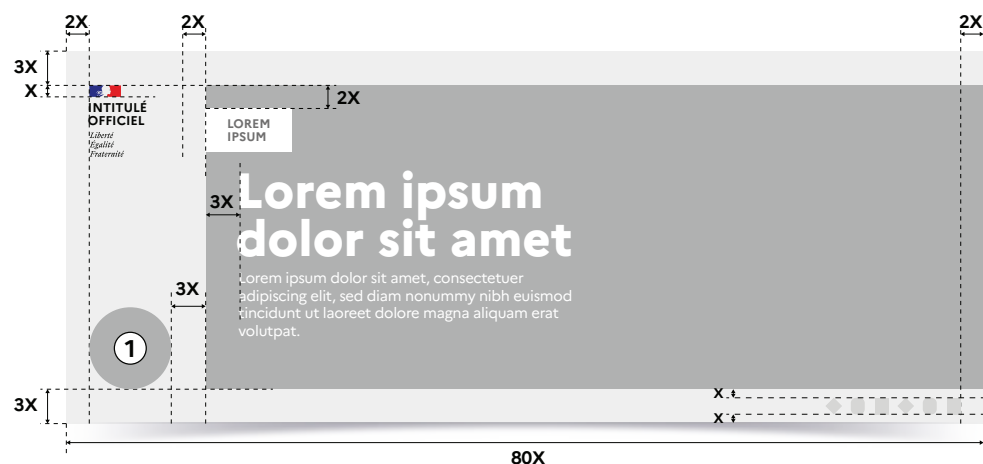 2X
2X
2X
3X
X
2X
INTITULÉ
OFFICIEL
Liberté
Égalité
Fraternité
LOREM
IPSUM
3X
Lorem ipsum
dolor sit amet
Lorem ipsum dolor sit amet, consectetuer
adipiscing elit, sed diam nonummy nibh euismod
tincidunt ut laoreet dolore magna aliquam erat
volutpat.
3X
1
3X
X
X
80X